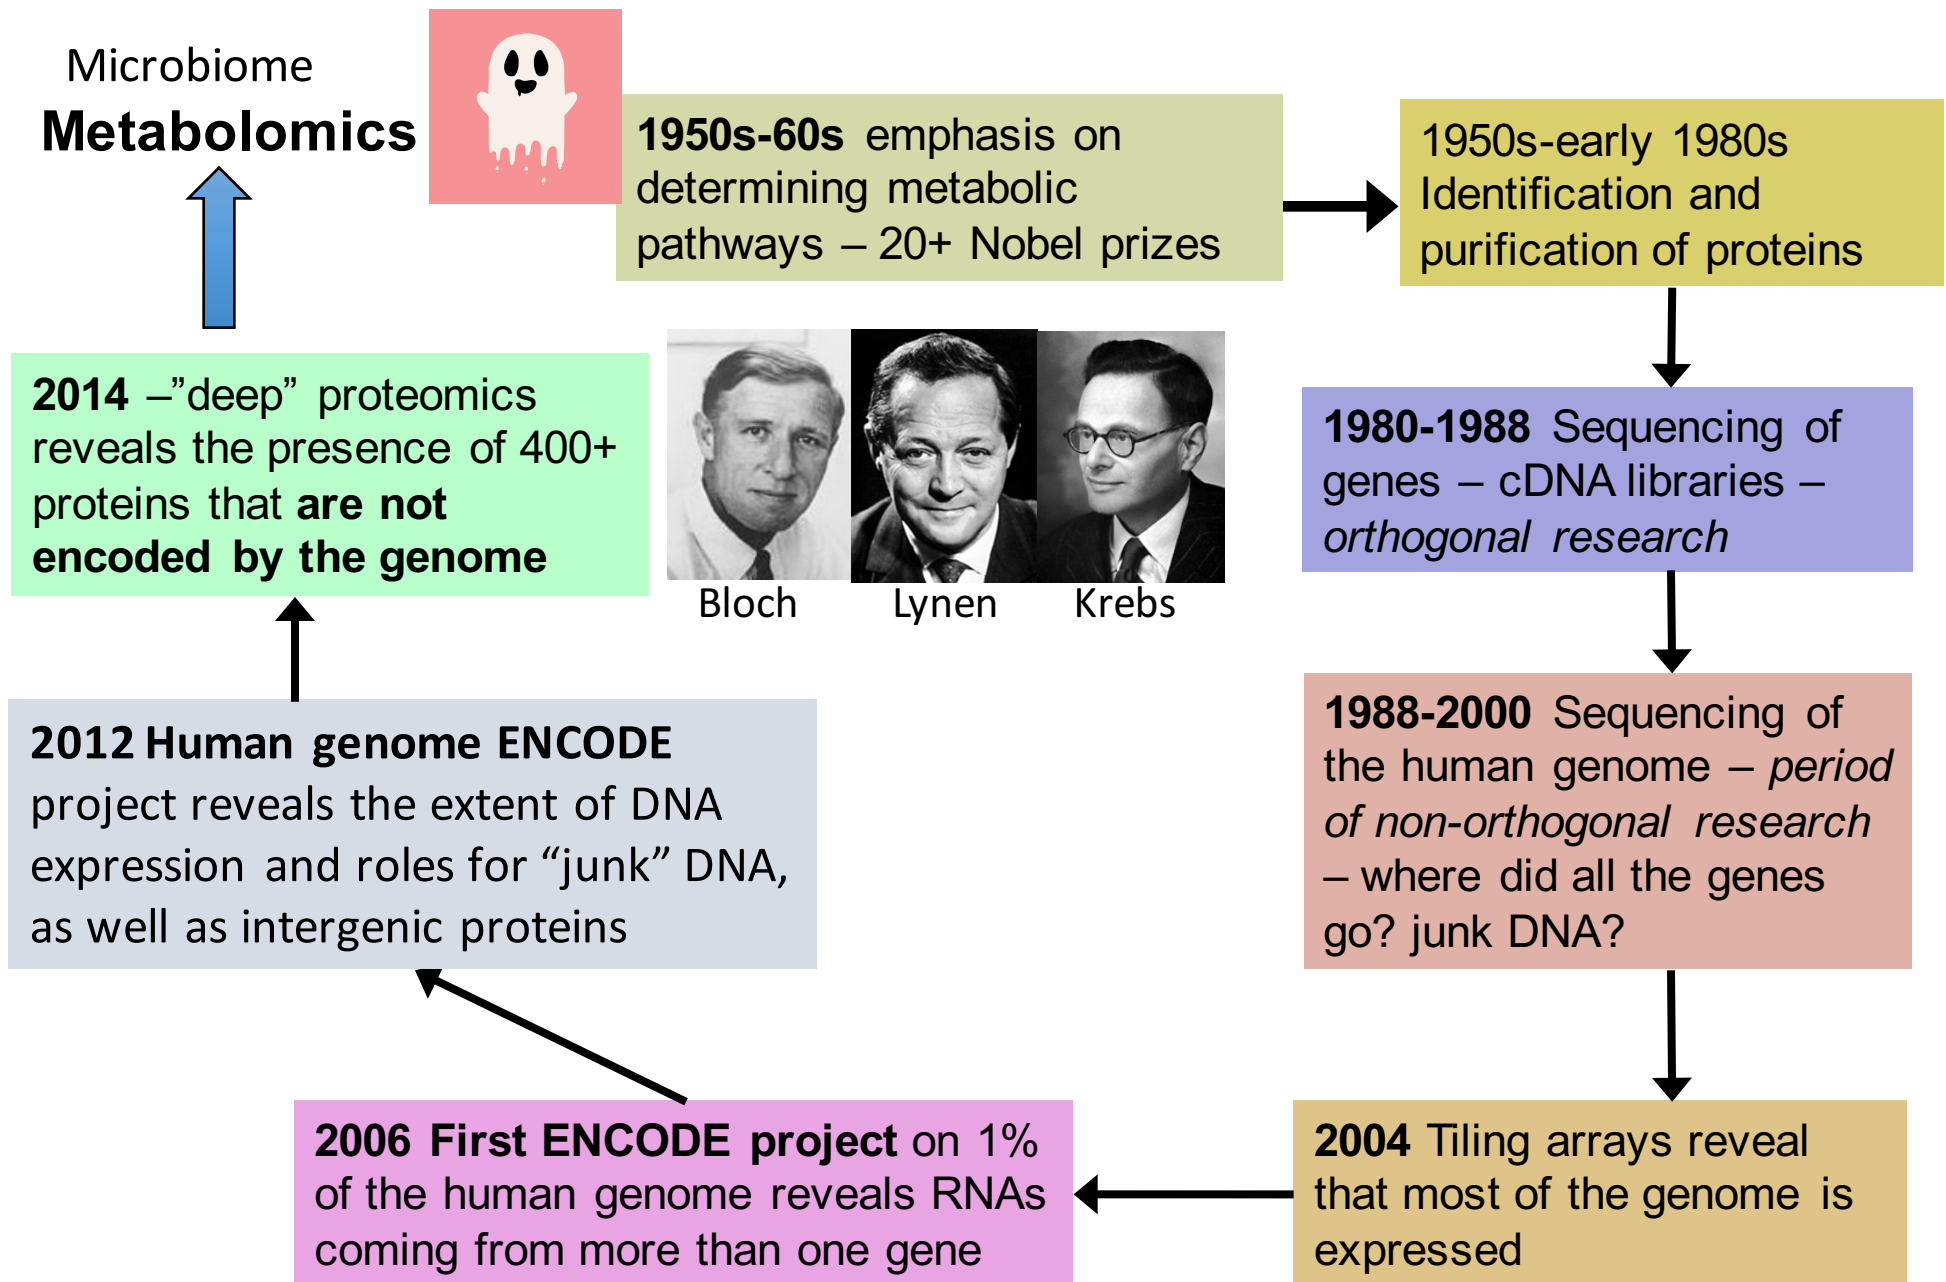 Microbiome
Metabolomics
1950s-60s emphasis on
determining metabolic
pathways – 20+ Nobel prizes
1950s-early 1980s
Identification and
purification of proteins
1980-1988 Sequencing of
genes – cDNA libraries –
orthogonal research
1988-2000 Sequencing of
the human genome – period
of non-orthogonal research
– where did all the genes
go? junk DNA?
2004 Tiling arrays reveal
that most of the genome is
expressed
2006 First ENCODE project on 1%
of the human genome reveals RNAs
coming from more than one gene
2012 Human genome ENCODE
project reveals the extent of DNA
expression and roles for “junk” DNA,
as well as intergenic proteins
2014 –”deep” proteomics
reveals the presence of 400+
proteins that are not
encoded by the genome
Bloch
Lynen
Krebs